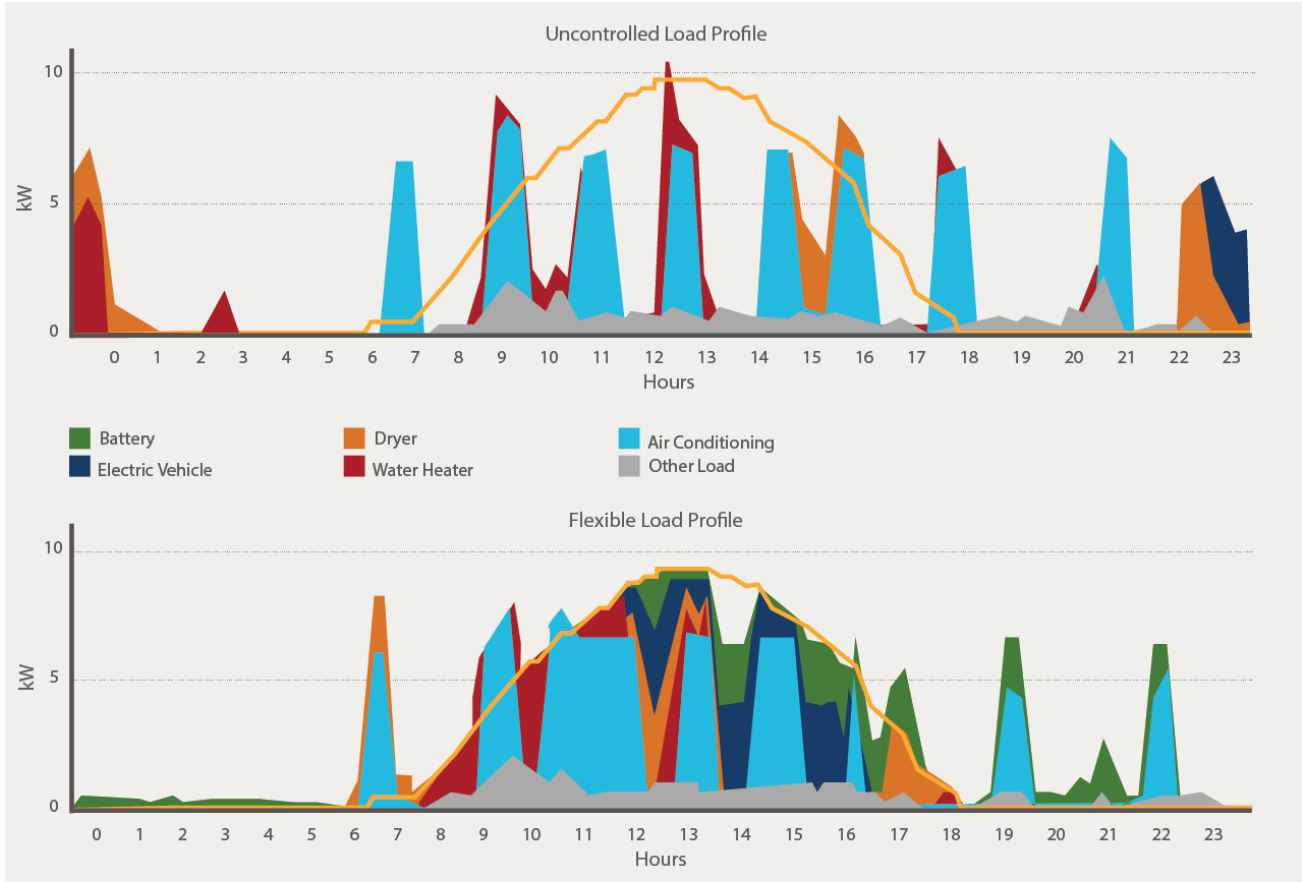 Uncontrolled Load Profile
10
5
0
kW
0 1 2 3 4 5 6 7 8 9 10 11 12 13 14 15 16 17 18 19 20 21 22 23
Hours
Battery Dryer Air Conditioning
Electric Vehicle Water Heater Other Load
Flexible Load Profile
10
5
0
kW
0 1 2 3 4 5 6 7 8 9 10 11 12 13 14 15 16 17 18 19 20 21 22 23
Hours